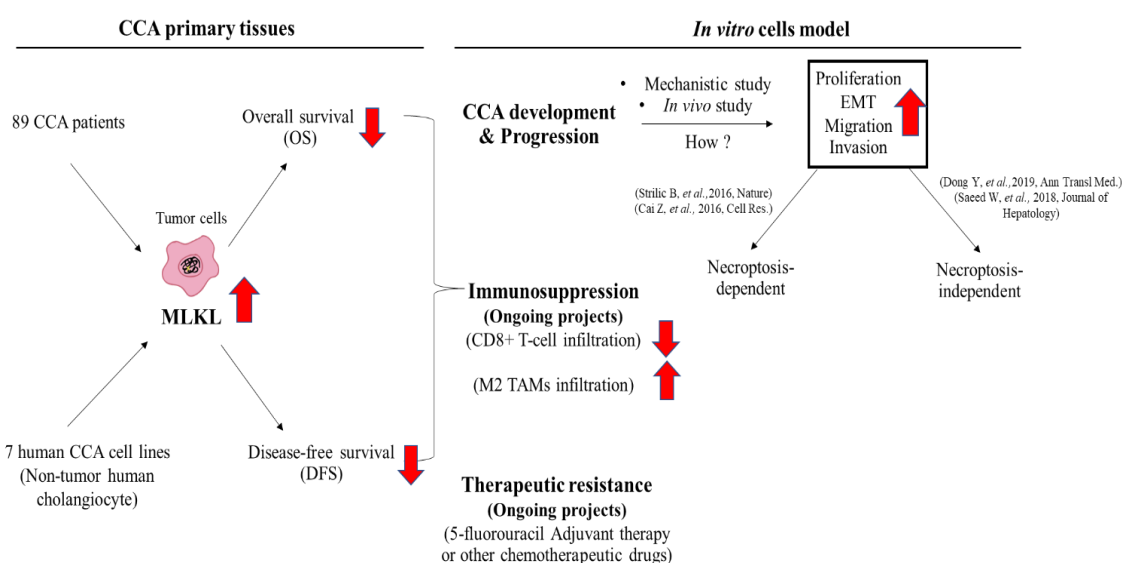 CCA primary tissues
89 CCA patients
Overall survival
(OS)
Tumor cells
MLKL
7 human CCA cell lines
(Non-tumor human
cholangiocyte)
Disease-free survival
(DFS)
In vitro cells model
CCA development
& Progression
• Mechanistic study
• In vivo study
How ?
Proliferation
EMT
Migration
Invasion
(Strilic B, et al.,2016, Nature)
(Cai Z, et al., 2016, Cell Res.)
(Dong Y, et al.,2019, Ann Transl Med.)
(Saeed W, et al., 2018, Journal of
Hepatology)
Necroptosis-
dependent
Necroptosis-
independent
Immunosuppression
(Ongoing projects)
(CD8+ T-cell infiltration)
(M2 TAMs infiltration)
Therapeutic resistance
(Ongoing projects)
(5-fluorouracil Adjuvant therapy
or other chemotherapeutic drugs)